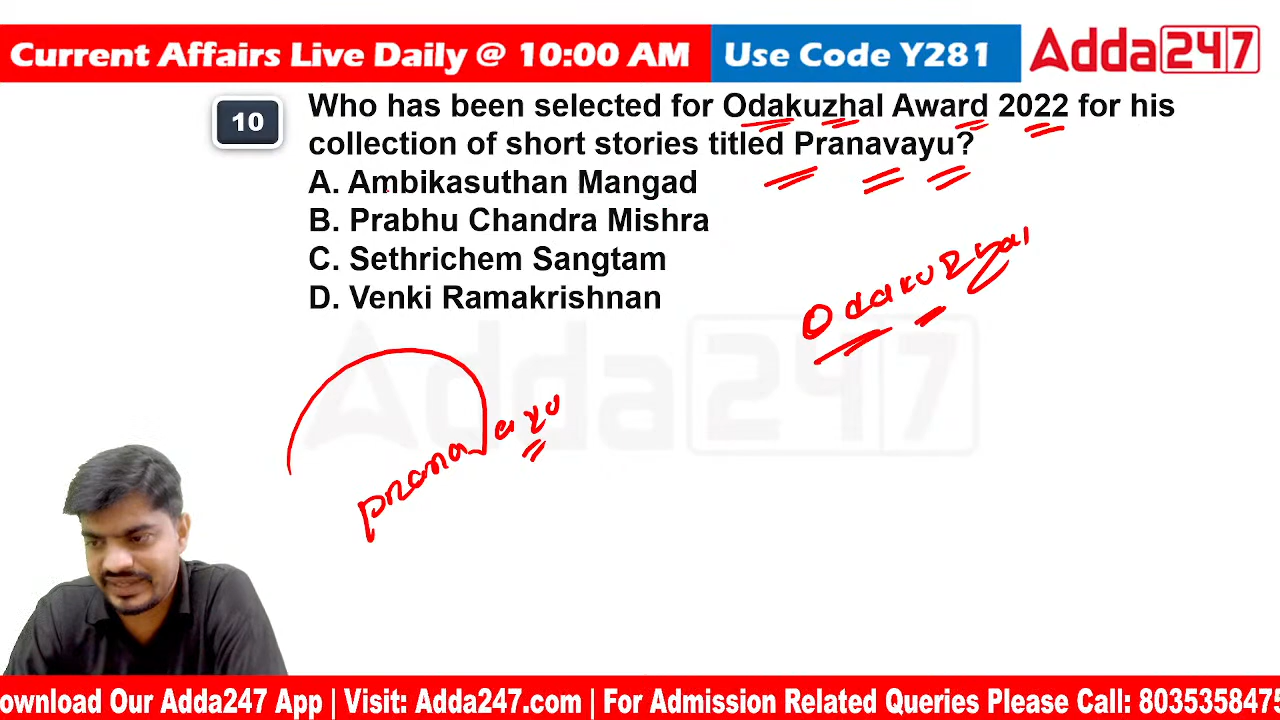 Current Affairs Live Daily @ 10:00 AM
Use Code Y281
Adda247
10
Who has been selected for Odakuzhal Award 2022 for his
collection of short stories titled Pranavayu?
A. Ambikasuthan Mangad
B. Prabhu Chandra Mishra
C. Sethrichem Sangtam
D. Venki Ramakrishnan
Odakuzhal
Adda247
Pranavayu
ownload Our Adda247 App | Visit: Adda247.com | For Admission Related Queries Please Call: 8035358475